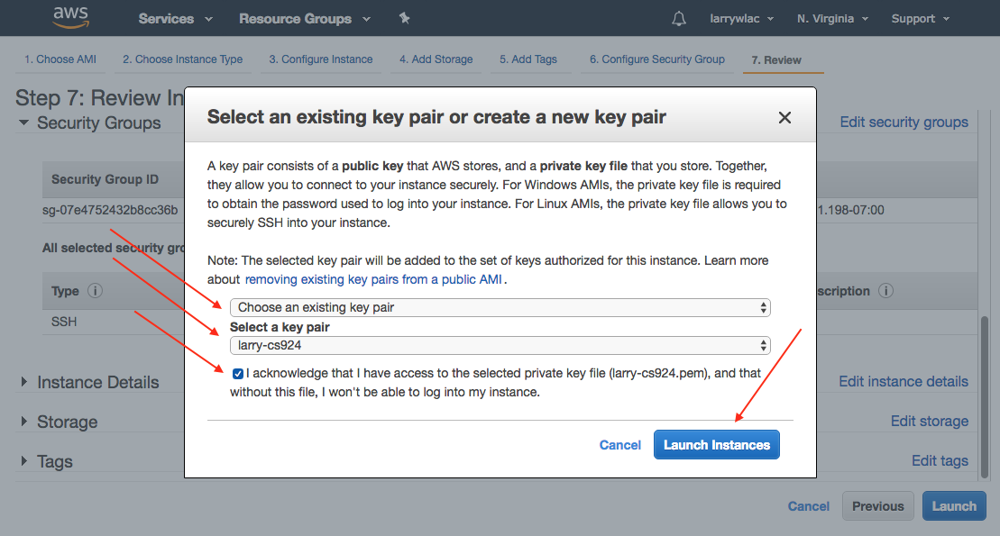 aws
Services Resource Groups larrywlac N. Virginia Support
1. Choose AMI 2. Choose Instance Type 3. Configure Instance 4. Add Storage 5. Add Tags 6. Configure Security Group 7. Review
Step 7: Review In
Security Groups
Edit security groups
Select an existing key pair or create a new key pair
A key pair consists of a public key that AWS stores, and a private key file that you store. Together,
they allow you to connect to your instance securely. For Windows AMIs, the private key file is required
to obtain the password used to log into your instance. For Linux AMIs, the private key file allows you to
securely SSH into your instance.
Note: The selected key pair will be added to the set of keys authorized for this instance. Learn more
about removing existing key pairs from a public AMI .
Choose an existing key pair
Select a key pair
larry-cs924
I acknowledge that I have access to the selected private key file (larry-cs924.pem), and that
without this file, I won't be able to log into my instance.
Cancel Launch Instances
Security Group ID
sg-07e4752432b8cc36b
1.198-07:00
All selected security gro
Type i
scription i
SSH
Instance Details
Edit instance details
Storage
Edit storage
Tags
Edit tags
Cancel Previous Launch